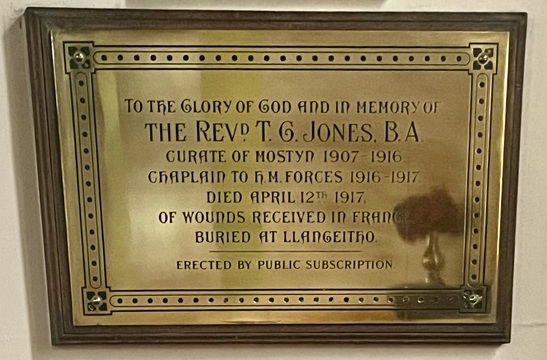 TO THE GLORY OF GOD AND IN MEMORY OF
THE REVD T. G. JONES, B.A.
CURATE OF MOSTYN 1907-1916.
CHAPLAIN TO H.M. FORCES 1916-1917.
DIED APRIL 12TH 1917,
OF WOUNDS RECEIVED IN FRANCE.
BURIED AT LLANGEITHO.
ERECTED BY PUBLIC SUBSCRIPTION